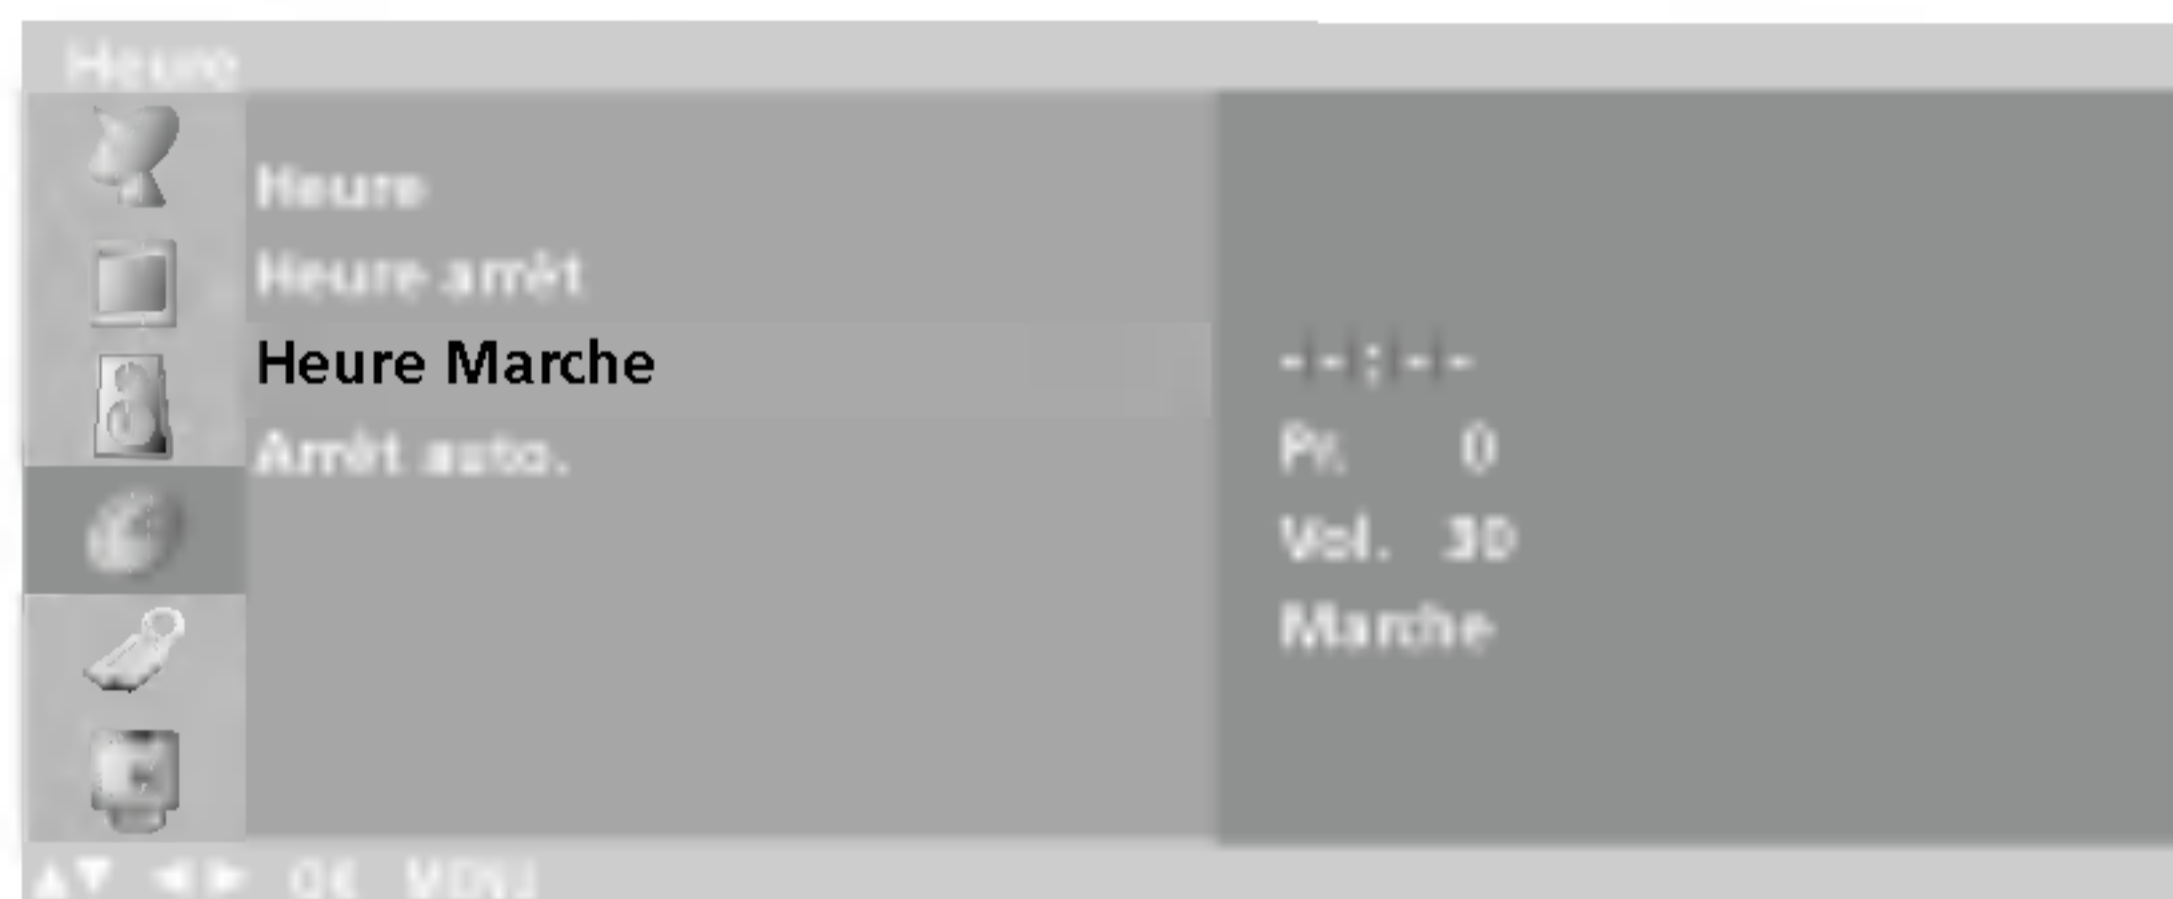 Heure
Heure
Heure arrêt
Heure Marche
Arrêt auto.
--:--
Pr. 0
Vol. 30
Marche
▲▼ ◀▶ OK MENU